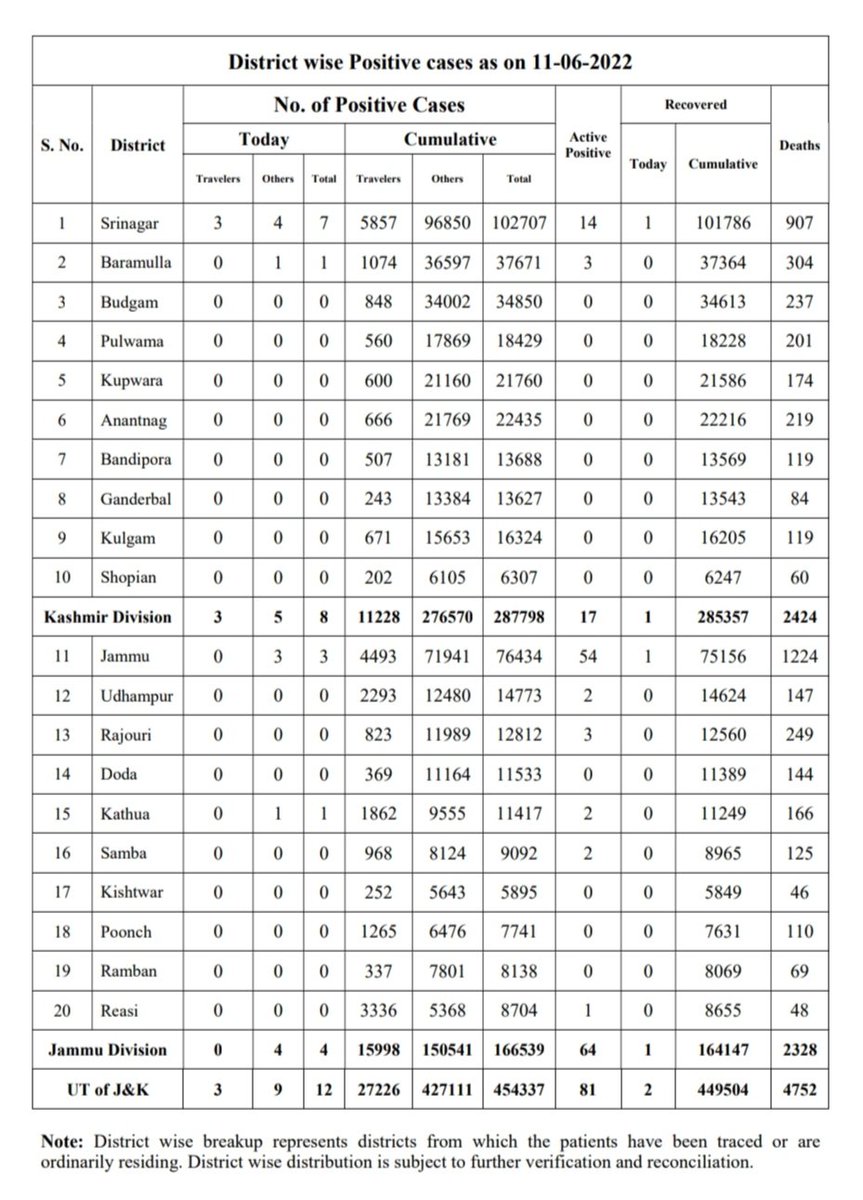 District wise Positive cases as on 11-06-2022
S. No. District No. of Positive Cases Active Positive Recovered Deaths
Today Cumulative Today Cumulative
Travelers Others Total Travelers Others Total
1 Srinagar 3 4 7 5857 96850 102707 14 1 101786 907
2 Baramulla 0 1 1 1074 36597 37671 3 0 37364 304
3 Budgam 0 0 0 848 34002 34850 0 0 34613 237
4 Pulwama 0 0 0 560 17869 18429 0 0 18228 201
5 Kupwara 0 0 0 600 21160 21760 0 0 21586 174
6 Anantnag 0 0 0 666 21769 22435 0 0 22216 219
7 Bandipora 0 0 0 507 13181 13688 0 0 13569 119
8 Ganderbal 0 0 0 243 13384 13627 0 0 13543 84
9 Kulgam 0 0 0 671 15653 16324 0 0 16205 119
10 Shopian 0 0 0 202 6105 6307 0 0 6247 60
Kashmir Division 3 5 8 11228 276570 287798 17 1 285357 2424
11 Jammu 0 3 3 4493 71941 76434 54 1 75156 1224
12 Udhampur 0 0 0 2293 12480 14773 2 0 14624 147
13 Rajouri 0 0 0 823 11989 12812 3 0 12560 249
14 Doda 0 0 0 369 11164 11533 0 0 11389 144
15 Kathua 0 1 1 1862 9555 11417 2 0 11249 166
16 Samba 0 0 0 968 8124 9092 2 0 8965 125
17 Kishtwar 0 0 0 252 5643 5895 0 0 5849 46
18 Poonch 0 0 0 1265 6476 7741 0 0 7631 110
19 Ramban 0 0 0 337 7801 8138 0 0 8069 69
20 Reasi 0 0 0 3336 5368 8704 1 0 8655 48
Jammu Division 0 4 4 15998 150541 166539 64 1 164147 2328
UT of J&K 3 9 12 27226 427111 454337 81 2 449504 4752
Note: District wise breakup represents districts from which the patients have been traced or are
ordinarily residing. District wise distribution is subject to further verification and reconciliation.